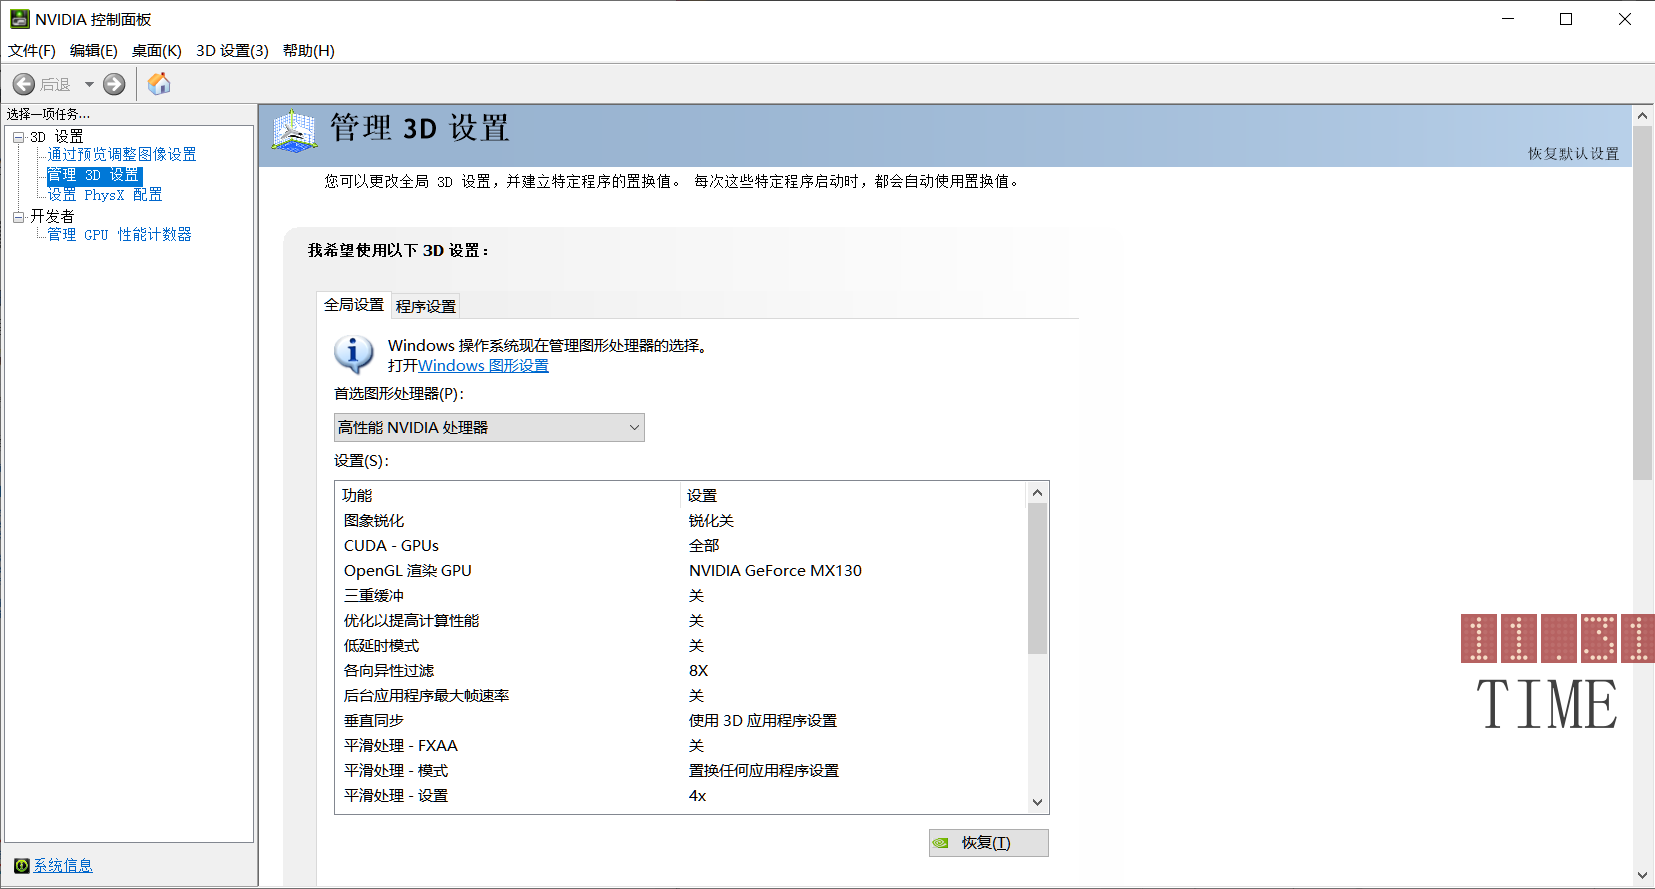 NVIDIA 控制面板
文件(F) 编辑(E) 桌面(K) 3D 设置(3) 帮助(H)
后退
选择一项任务...
3D 设置
通过预览调整图像设置
管理 3D 设置
设置 PhysX 配置
开发者
管理 GPU 性能计数器
系统信息
管理 3D 设置
恢复默认设置
您可以更改全局 3D 设置，并建立特定程序的置换值。 每次这些特定程序启动时，都会自动使用置换值。
我希望使用以下 3D 设置：
全局设置 程序设置
Windows 操作系统现在管理图形处理器的选择。
打开Windows 图形设置
首选图形处理器(P)：
高性能 NVIDIA 处理器
设置(S)：
功能 设置
图象锐化 锐化关
CUDA - GPUs 全部
OpenGL 渲染 GPU NVIDIA GeForce MX130
三重缓冲 关
优化以提高计算性能 关
低延时模式 关
各向异性过滤 8X
后台应用程序最大帧速率 关
垂直同步 使用 3D 应用程序设置
平滑处理 - FXAA 关
平滑处理 - 模式 置换任何应用程序设置
平滑处理 - 设置 4x
恢复(T)
11.31
TIME